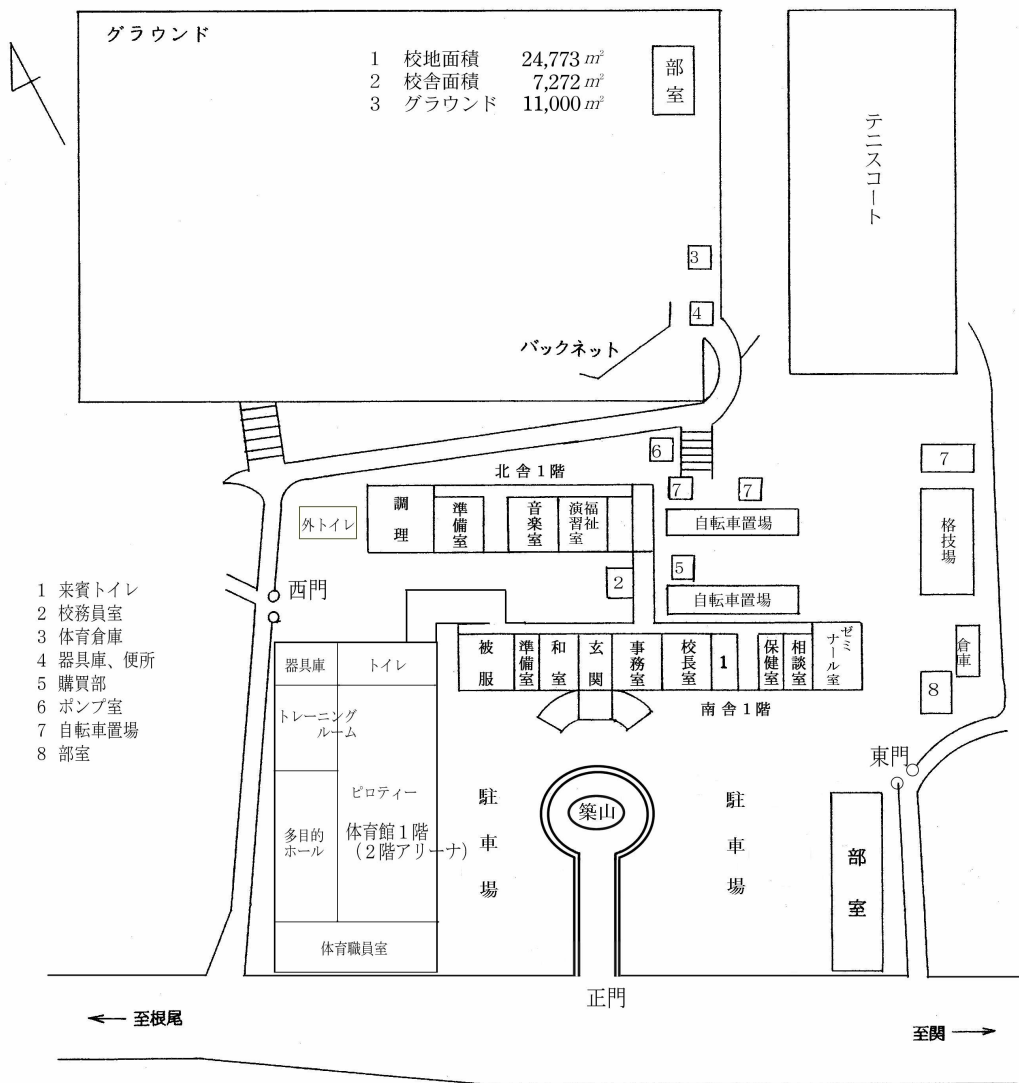 グラウンド
1 校地面積 24,773㎡
2 校舎面積 7,272㎡
3 グラウンド 11,000㎡
部室
テニスコート
3
4
バックネット
6
北舎1階
7
7
7
調理
準備室
音楽室
福祉演習室
自転車置場
格技場
外トイレ
5
2
自転車置場
西門
1 来賓トイレ
2 校務員室
3 体育倉庫
4 器具庫、便所
5 購買部
6 ポンプ室
7 自転車置場
8 部室
被服
準備室
和室
玄関
事務室
校長室
1
保健室
相談室
ゼミナール室
倉庫
8
南舎1階
器具庫
トイレ
トレーニング
ルーム
ピロティー
多目的
ホール
体育館1階
(2階アリーナ)
体育職員室
駐車場
築山
駐車場
東門
部室
正門
←至根尾
至関→